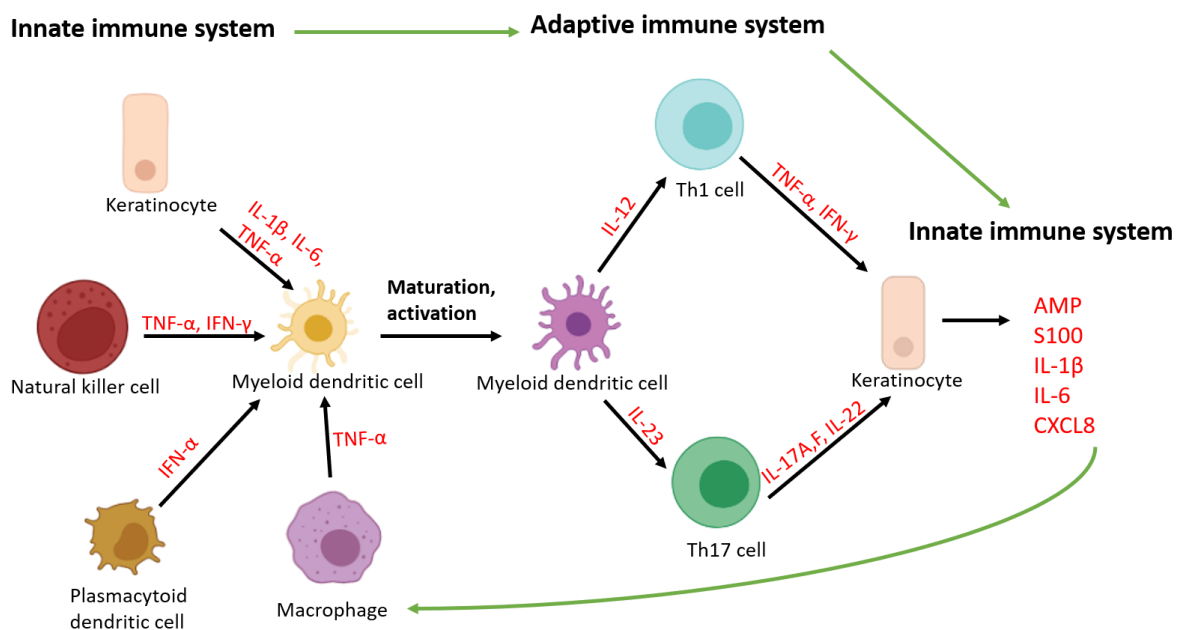 Innate immune system
Adaptive immune system
Keratinocyte
IL-1β, IL-6,
TNF-α
Natural killer cell
TNF-α, IFN-γ
Myeloid dendritic cell
IFN-α
Plasmacytoid
dendritic cell
TNF-α
Macrophage
Maturation,
activation
Myeloid dendritic cell
IL-12
Th1 cell
TNF-α, IFN-γ
IL-23
Th17 cell
IL-17A,F, IL-22
Innate immune system
Keratinocyte
AMP
S100
IL-1β
IL-6
CXCL8